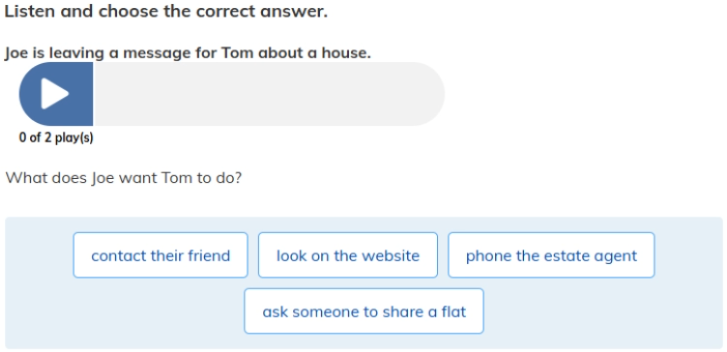 Listen and choose the correct answer.
Joe is leaving a message for Tom about a house.
0 of 2 play(s)
What does Joe want Tom to do?
contact their friend
look on the website
phone the estate agent
ask someone to share a flat